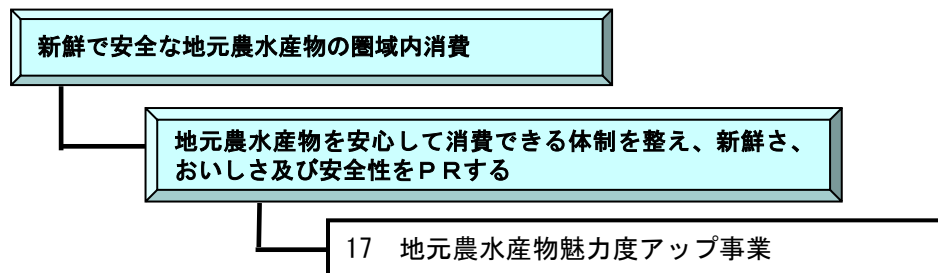 新鮮で安全な地元農水産物の圏域内消費
地元農水産物を安心して消費できる体制を整え、新鮮さ、
おいしさ及び安全性をＰＲする
17　地元農水産物魅力度アップ事業